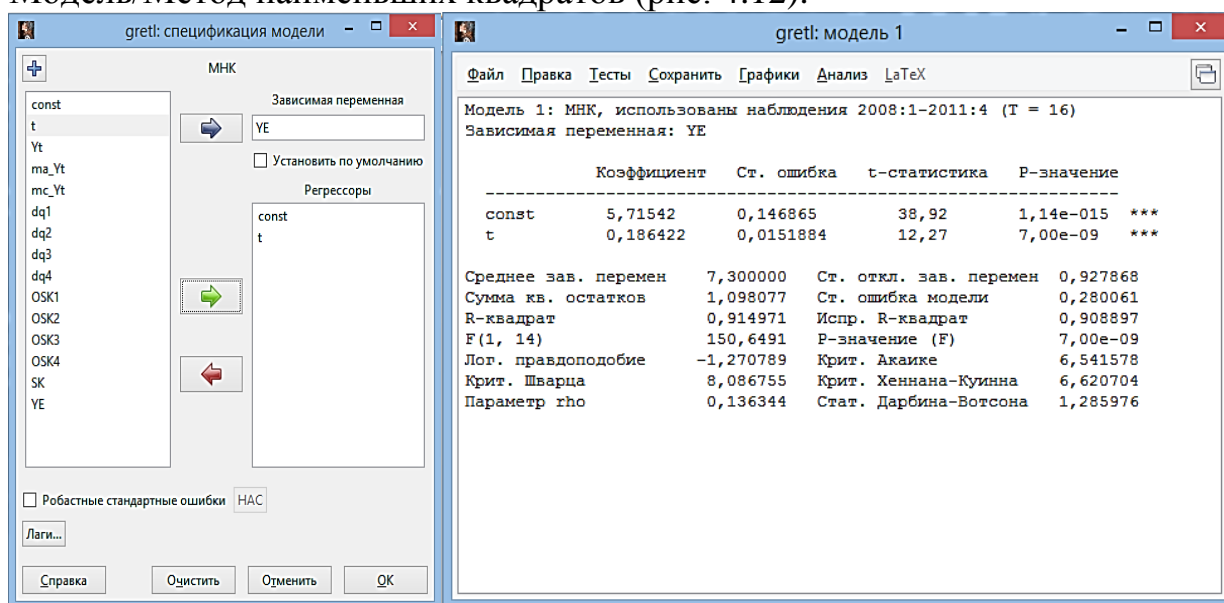 Модель/Метод наименьших квадратов (рис. 4.12).
gretl: спецификация модели
МНК
const
t
Yt
ma_Yt
mc_Yt
dq1
dq2
dq3
dq4
OSK1
OSK2
OSK3
OSK4
SK
YE
Зависимая переменная
YE
Установить по умолчанию
Регрессоры
const
t
Робастные стандартные ошибки HAC
Лаги...
Справка Очистить Отменить OK
gretl: модель 1
Файл Правка Тесты Сохранить Графики Анализ LaTeX
Модель 1: МНК, использованы наблюдения 2008:1-2011:4 (T = 16)
Зависимая переменная: YE
Коэффициент Ст. ошибка t-статистика P-значение
const 5,71542 0,146865 38,92 1,14e-015 ***
t 0,186422 0,0151884 12,27 7,00e-09 ***
Среднее зав. перемен 7,300000 Ст. откл. зав. перемен 0,927868
Сумма кв. остатков 1,098077 Ст. ошибка модели 0,280061
R-квадрат 0,914971 Испр. R-квадрат 0,908897
F(1, 14) 150,6491 P-значение (F) 7,00e-09
Лог. правдоподобие -1,270789 Крит. Акаике 6,541578
Крит. Шварца 8,086755 Крит. Хеннана-Куинна 6,620704
Параметр rho 0,136344 Стат. Дарбина-Вотсона 1,285976